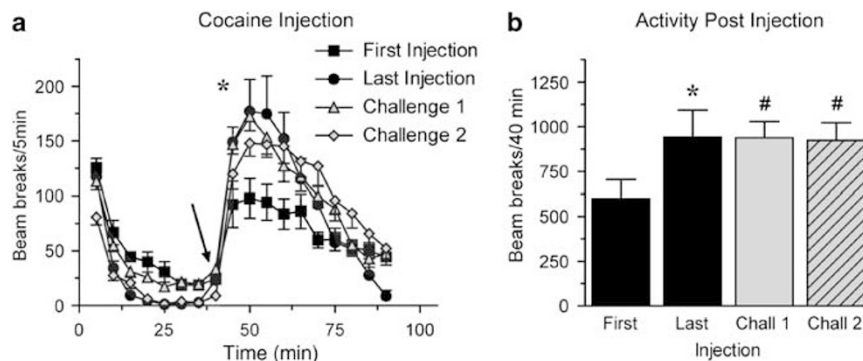 a
Cocaine Injection
*
First Injection
Last Injection
Challenge 1
Challenge 2
Beam breaks/5min
200
150
100
50
0
0
25
50
75
100
Time (min)
b
Activity Post Injection
Beam breaks/40 min
1250
1000
750
500
250
0
*
#
#
First
Last
Chall 1
Chall 2
Injection